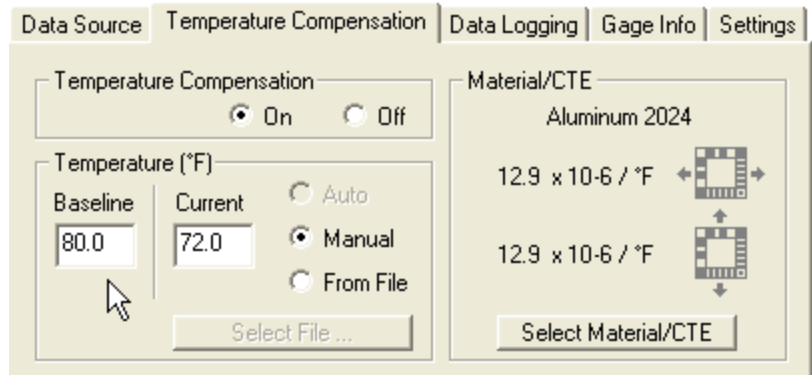 Data Source Temperature Compensation Data Logging Gage Info Settings
Temperature Compensation
On Off
Temperature (°F)
Baseline Current
80.0 72.0
Auto
Manual
From File
Select File ...
Material/CTE
Aluminum 2024
12.9 x 10-6 / °F
12.9 x 10-6 / °F
Select Material/CTE